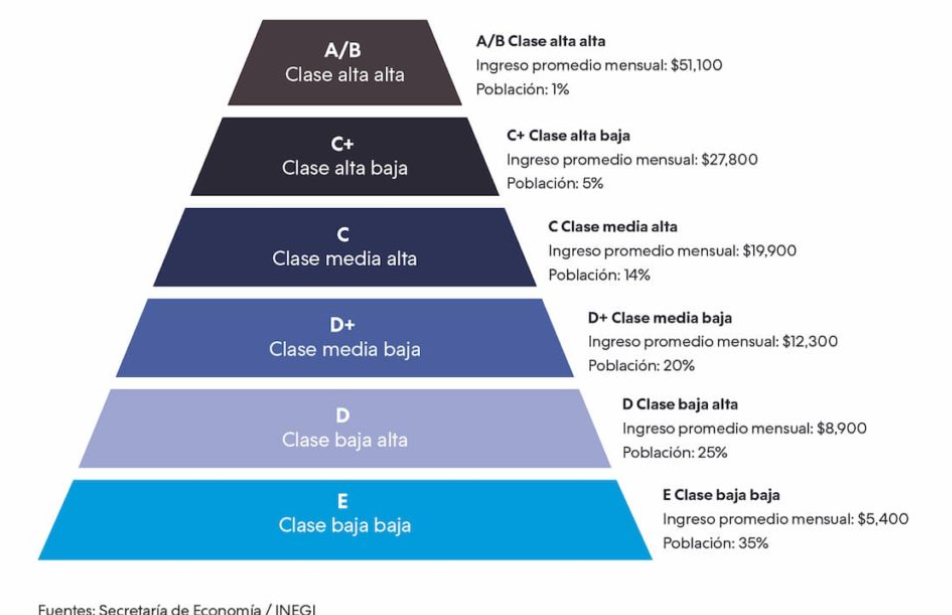 A/B
Clase alta alta
A/B Clase alta alta
Ingreso promedio mensual: $51,100
Población: 1%
C+
Clase alta baja
C+ Clase alta baja
Ingreso promedio mensual: $27,800
Población: 5%
C
Clase media alta
C Clase media alta
Ingreso promedio mensual: $19,900
Población: 14%
D+
Clase media baja
D+ Clase media baja
Ingreso promedio mensual: $12,300
Población: 20%
D
Clase baja alta
D Clase baja alta
Ingreso promedio mensual: $8,900
Población: 25%
E
Clase baja baja
E Clase baja baja
Ingreso promedio mensual: $5,400
Población: 35%
Fuentes: Secretaría de Economía / INEGI